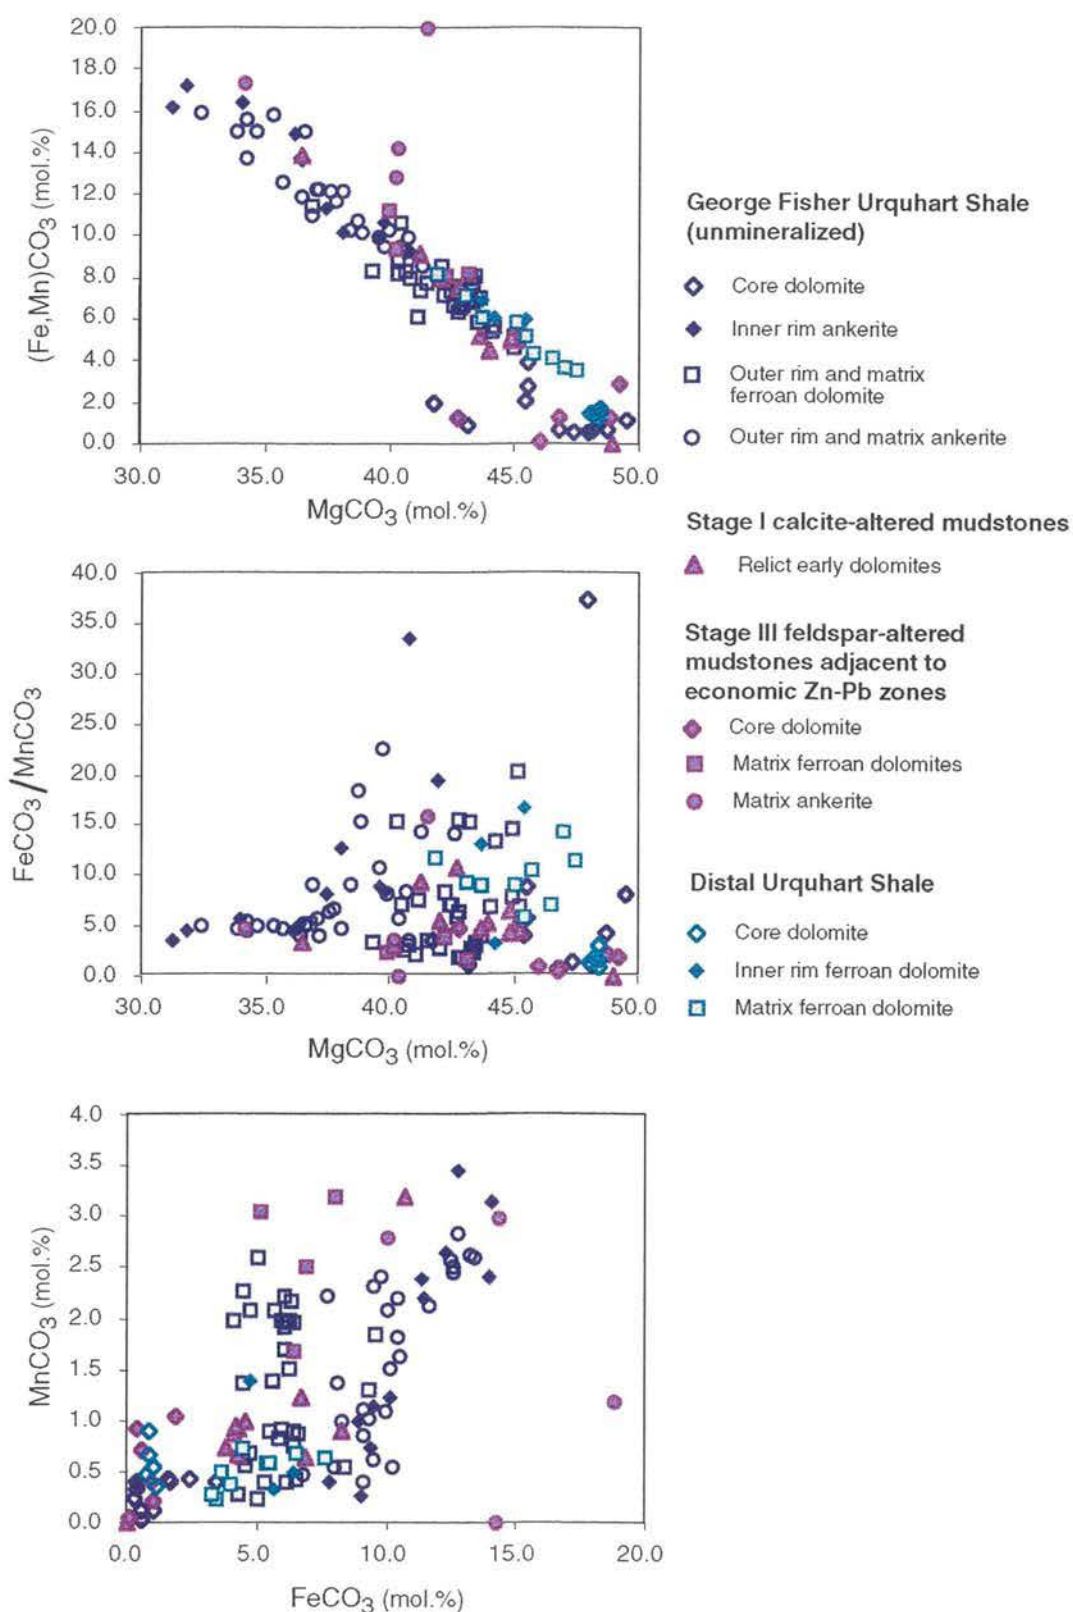 20.0
18.0
16.0
14.0
12.0
10.0
8.0
6.0
4.0
2.0
0.0
(Fe,Mn)CO3 (mol.%)
30.0 35.0 40.0 45.0 50.0
MgCO3 (mol.%)
40.0
35.0
30.0
25.0
20.0
15.0
10.0
5.0
0.0
FeCO3/MnCO3
30.0 35.0 40.0 45.0 50.0
MgCO3 (mol.%)
4.0
3.5
3.0
2.5
2.0
1.5
1.0
0.5
0.0
MnCO3 (mol.%)
0.0 5.0 10.0 15.0 20.0
FeCO3 (mol.%)
George Fisher Urquhart Shale
(unmineralized)
Core dolomite
Inner rim ankerite
Outer rim and matrix
ferroan dolomite
Outer rim and matrix ankerite
Stage I calcite-altered mudstones
Relict early dolomites
Stage III feldspar-altered
mudstones adjacent to
economic Zn-Pb zones
Core dolomite
Matrix ferroan dolomites
Matrix ankerite
Distal Urquhart Shale
Core dolomite
Inner rim ferroan dolomite
Matrix ferroan dolomite